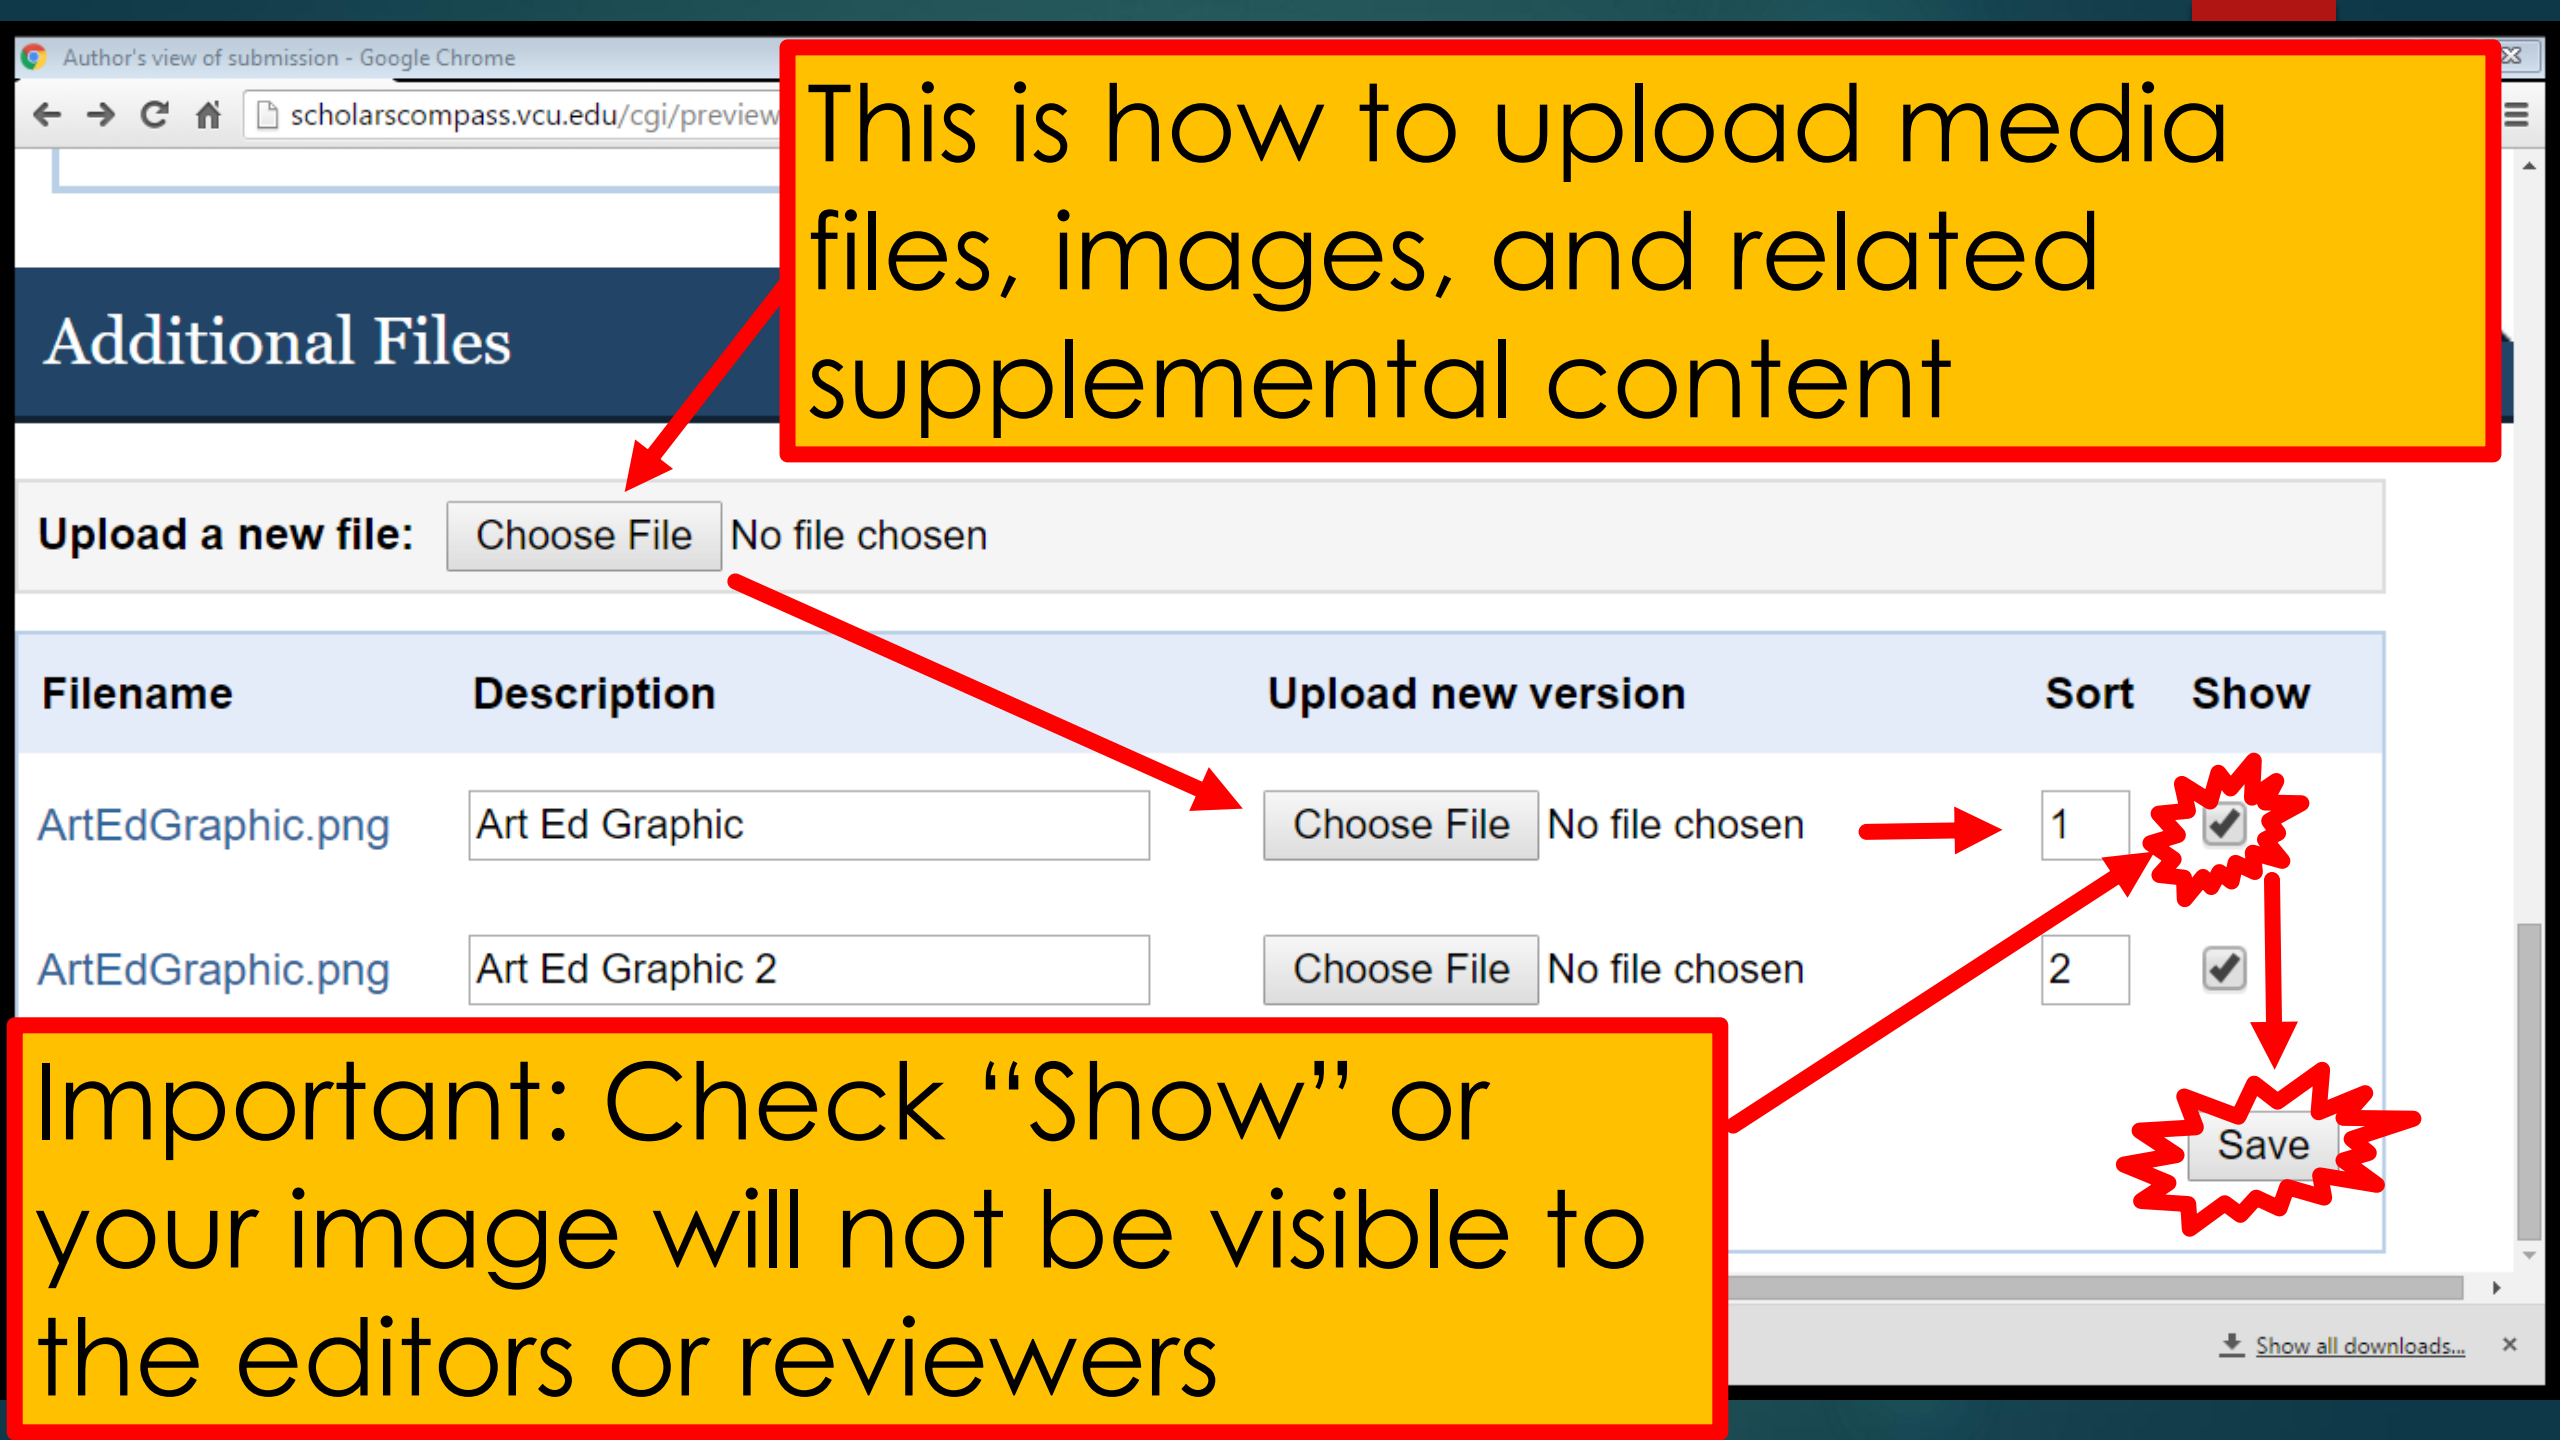 Author's view of submission - Google Chrome
scholarscompass.vcu.edu/cgi/preview
This is how to upload media
files, images, and related
supplemental content
Additional Files
Upload a new file: Choose File No file chosen
Filename Description Upload new version Sort Show
ArtEdGraphic.png Art Ed Graphic Choose File No file chosen 1
ArtEdGraphic.png Art Ed Graphic 2 Choose File No file chosen 2
Important: Check “Show” or
your image will not be visible to
the editors or reviewers
Save
Show all downloads...